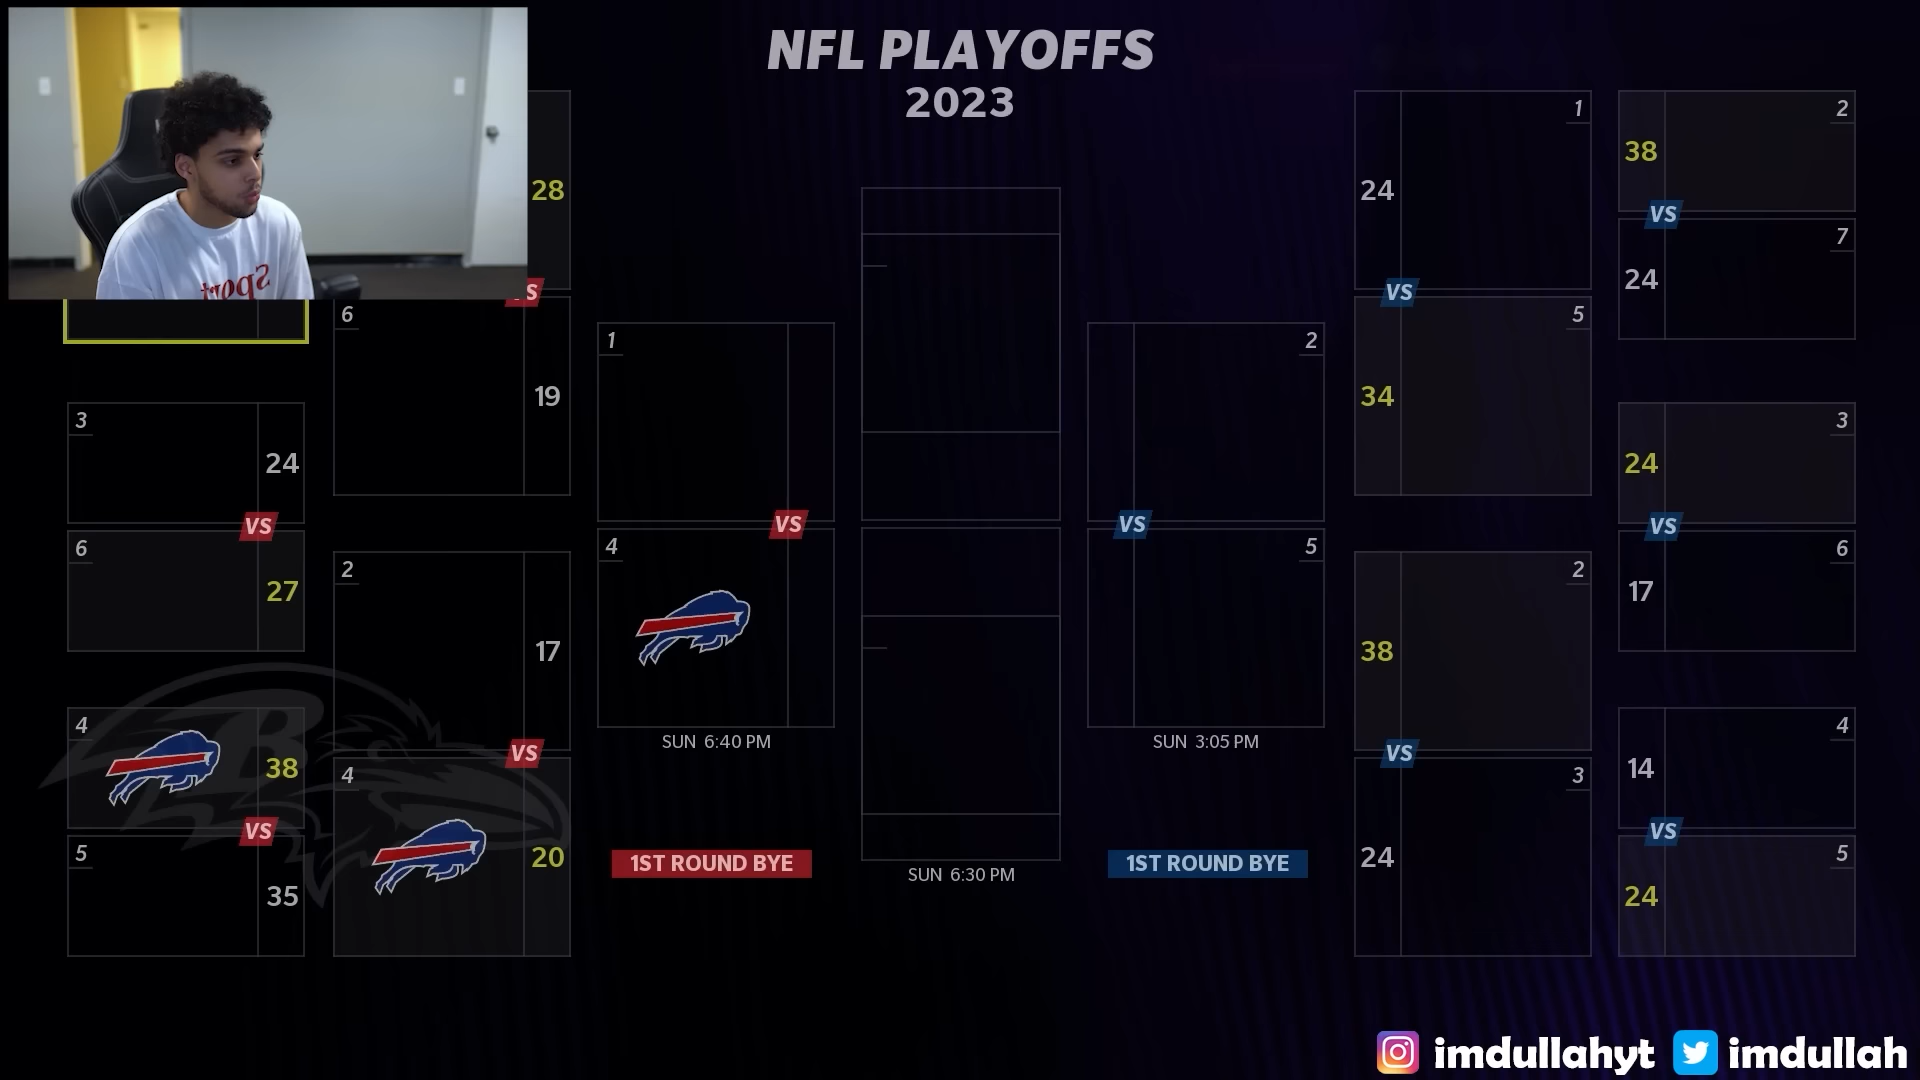 NFL PLAYOFFS
2023
28
VS
6
19
3
24
VS
6
27
4
38
VS
5
35
2
17
VS
4
20
1
VS
4
SUN 6:40 PM
1ST ROUND BYE
SUN 6:30 PM
2
VS
5
SUN 3:05 PM
1ST ROUND BYE
1
24
VS
5
34
2
38
VS
3
24
2
38
VS
7
24
3
24
VS
6
17
4
14
VS
5
24
imdullahyt
imdullah